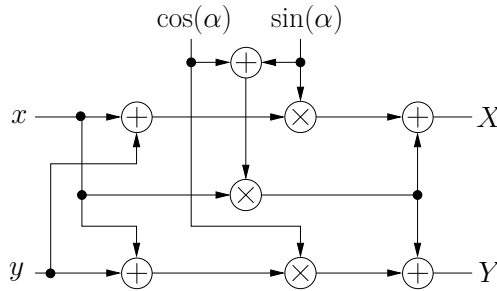 cos(α) sin(α)
x X
y Y